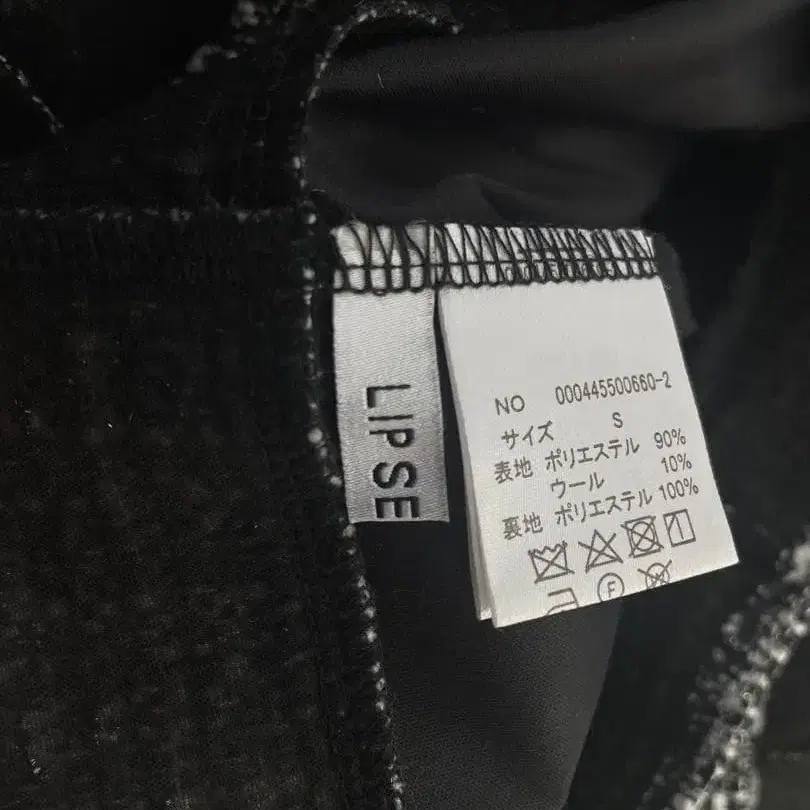 LIPSE
NO 000445500660-2
サイズ S
表地 ポリエステル 90%
ウール 10%
裏地 ポリエステル 100%
F